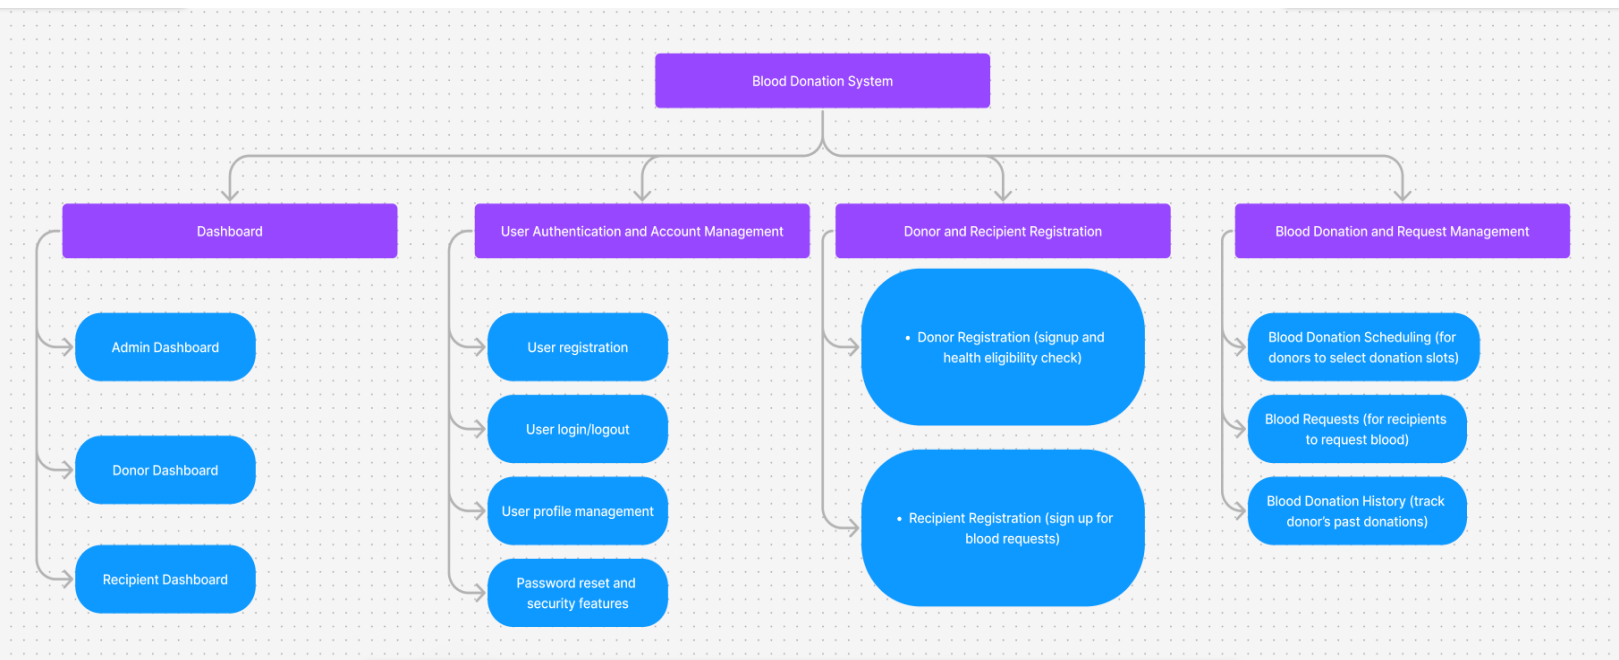 Blood Donation System
Dashboard
User Authentication and Account Management
Donor and Recipient Registration
Blood Donation and Request Management
Admin Dashboard
Donor Dashboard
Recipient Dashboard
User registration
User login/logout
User profile management
Password reset and
security features
• Donor Registration (signup and
health eligibility check)
• Recipient Registration (sign up for
blood requests)
Blood Donation Scheduling (for
donors to select donation slots)
Blood Requests (for recipients
to request blood)
Blood Donation History (track
donor’s past donations)